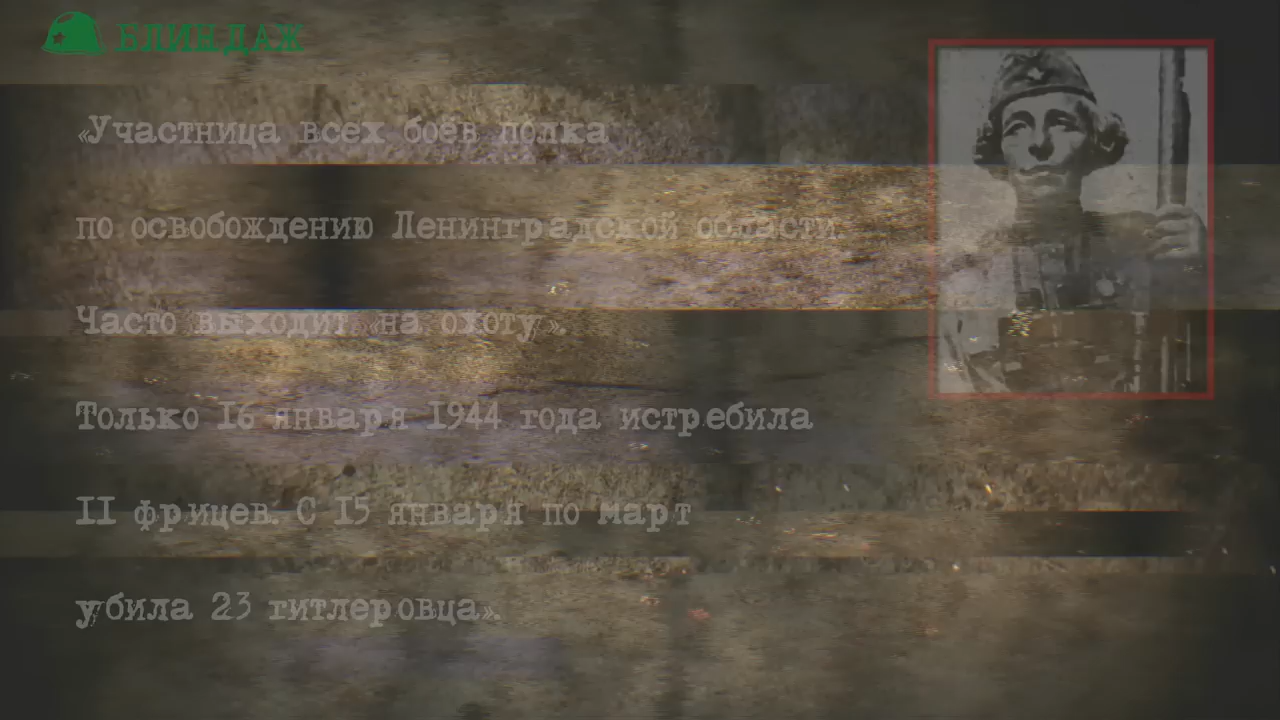 БЛИНДАЖ
«Участница всех боёв полка
по освобождению Ленинградской области.
Часто выходит «на охоту».
Только 16 января 1944 года истребила
11 фрицев. С 15 января по март
убила 23 гитлеровца».